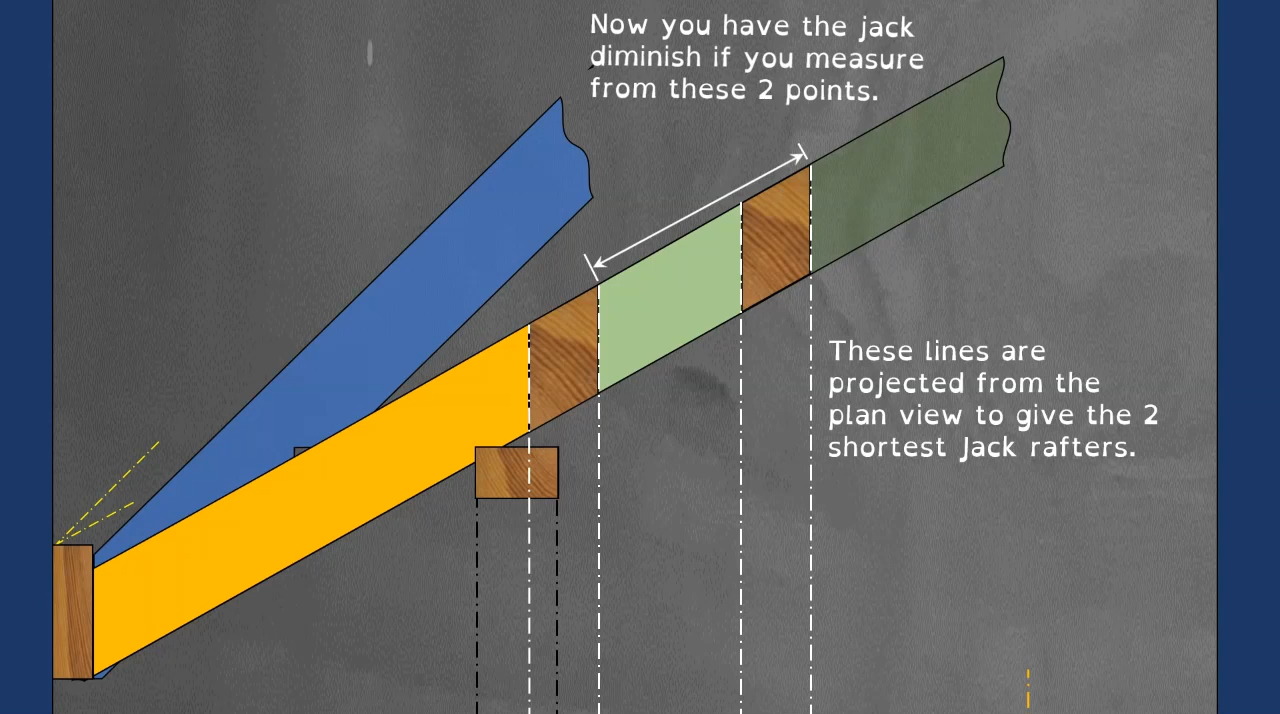 Now you have the jack
diminish if you measure
from these 2 points.
These lines are
projected from the
plan view to give the 2
shortest Jack rafters.